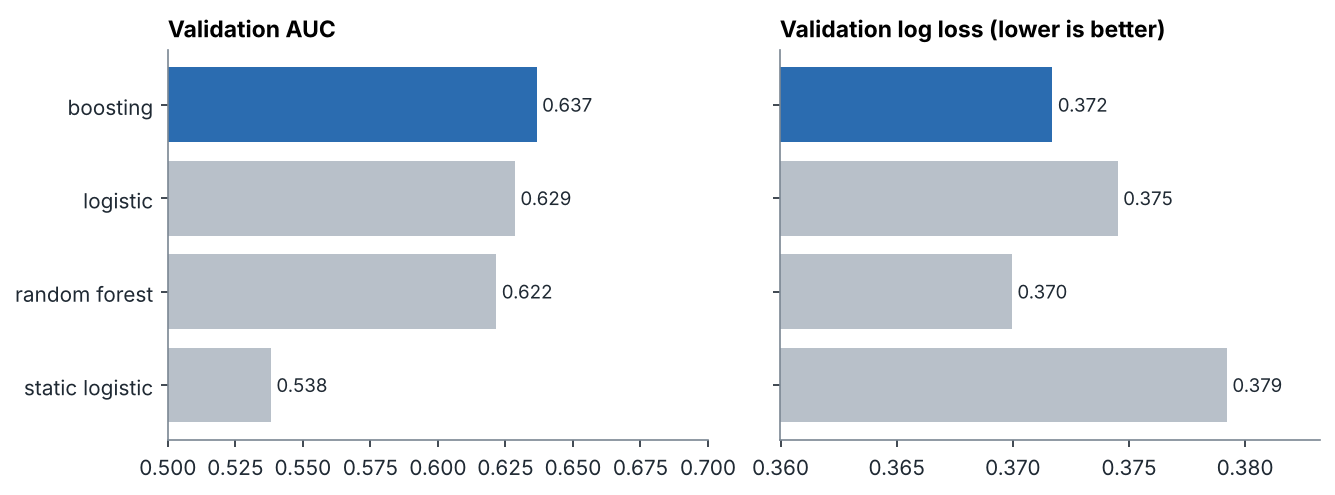 Validation AUC
boosting
0.637
logistic
0.629
random forest
0.622
static logistic
0.538
0.500 0.525 0.550 0.575 0.600 0.625 0.650 0.675 0.700
Validation log loss (lower is better)
0.372
0.375
0.370
0.379
0.360 0.365 0.370 0.375 0.380